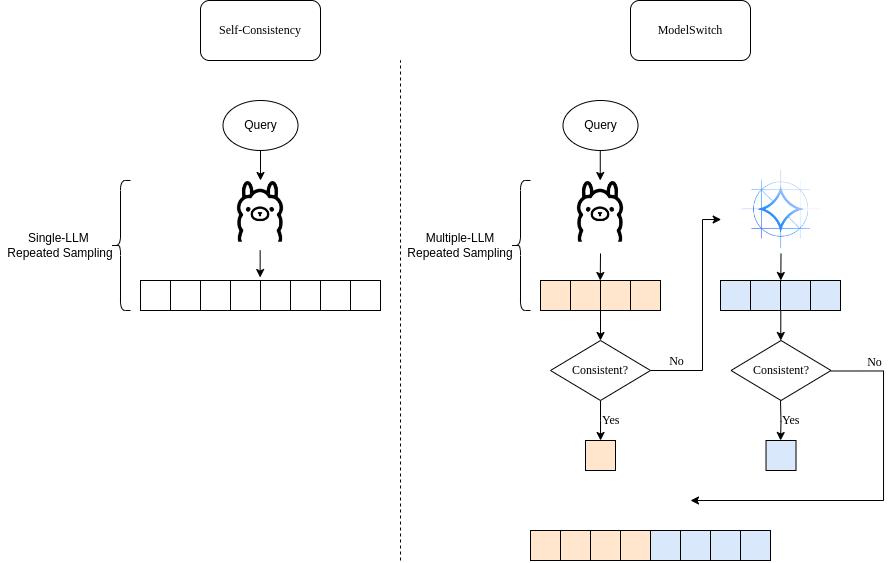 Self-Consistency
Query
Single-LLM
Repeated Sampling
ModelSwitch
Query
Multiple-LLM
Repeated Sampling
Consistent?
No
Yes
Consistent?
No
Yes